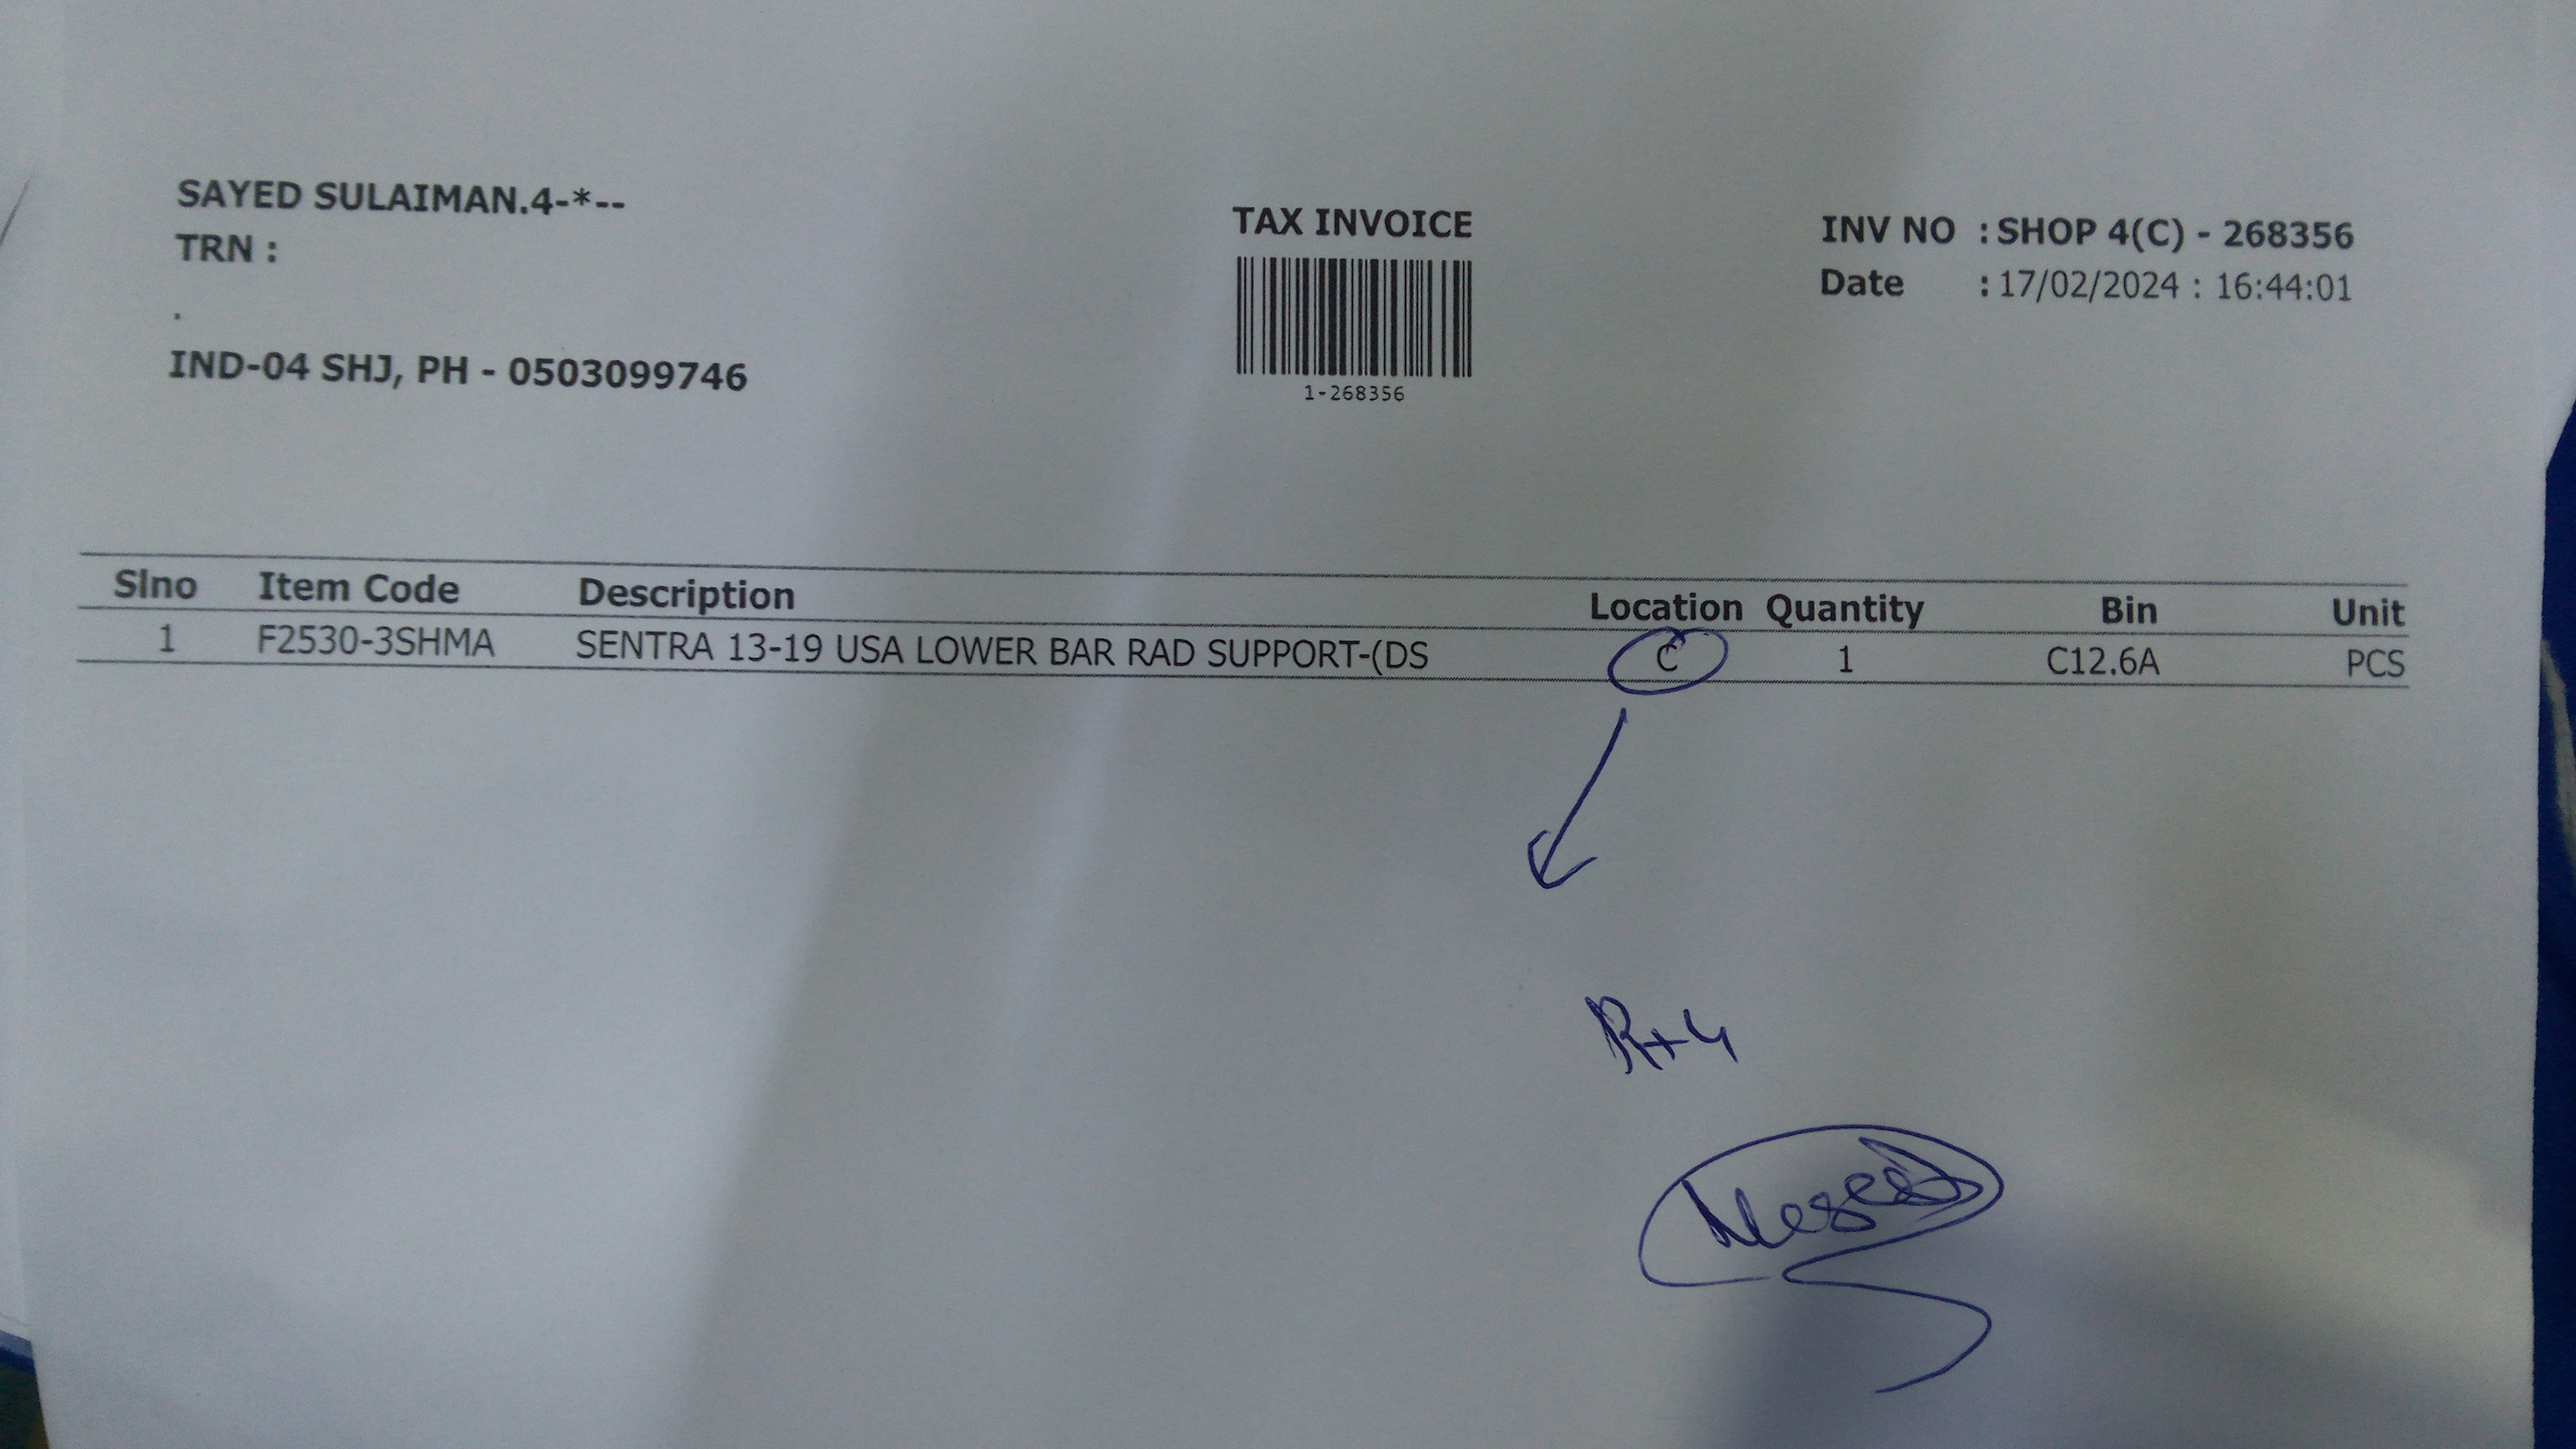 SAYED SULAIMAN.4-*--
TRN :
.
IND-04 SHJ, PH - 0503099746
TAX INVOICE
1-268356
INV NO : SHOP 4(C) - 268356
Date : 17/02/2024 : 16:44:01
Slno Item Code Description Location Quantity Bin Unit
1 F2530-3SHMA SENTRA 13-19 USA LOWER BAR RAD SUPPORT-(DS C 1 C12.6A PCS